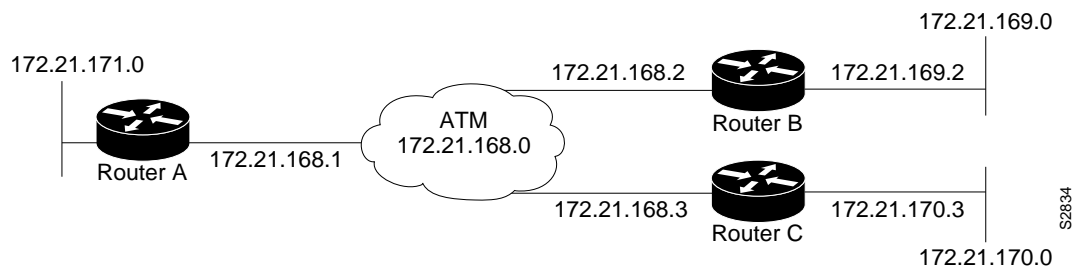 172.21.169.0
172.21.171.0
172.21.168.2
172.21.169.2
ATM
172.21.168.0
Router B
Router A
172.21.168.1
172.21.168.3
172.21.170.3
Router C
172.21.170.0
S2834